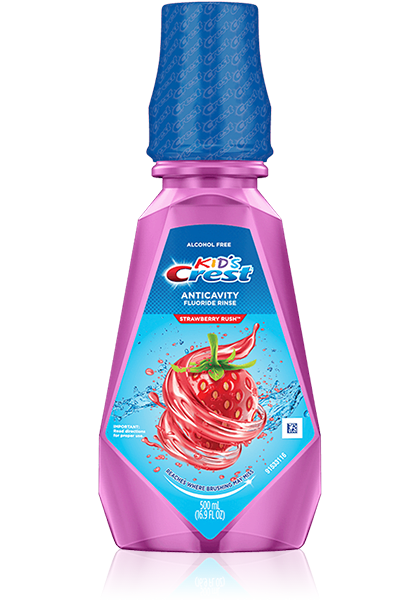 ALCOHOL FREE
KID'S
Crest
ANTICAVITY
FLUORIDE RINSE
STRAWBERRY RUSH™
IMPORTANT:
Read directions
for proper use.
REACHES WHERE BRUSHING MAY MISS
500 mL
(16.9 FL OZ)